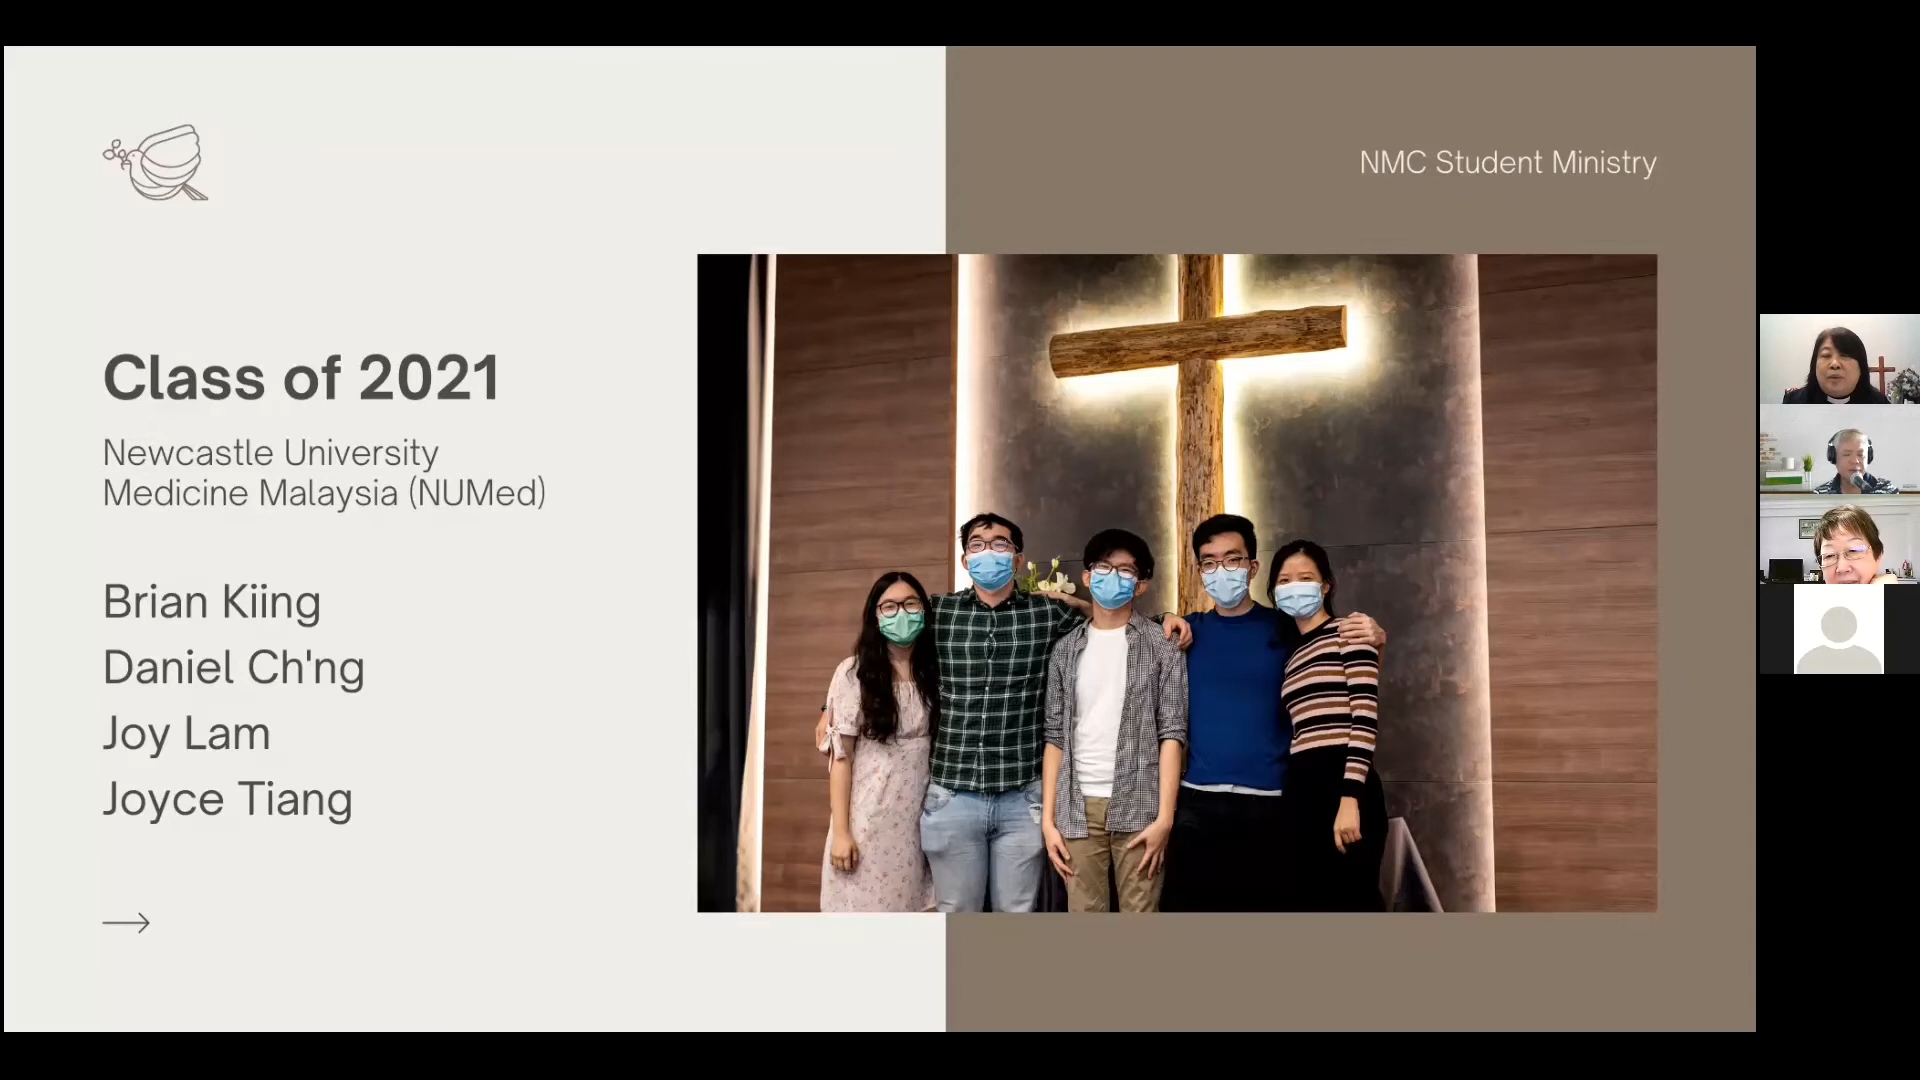 NMC Student Ministry
Class of 2021
Newcastle University
Medicine Malaysia (NUMed)
Brian Kiing
Daniel Ch'ng
Joy Lam
Joyce Tiang